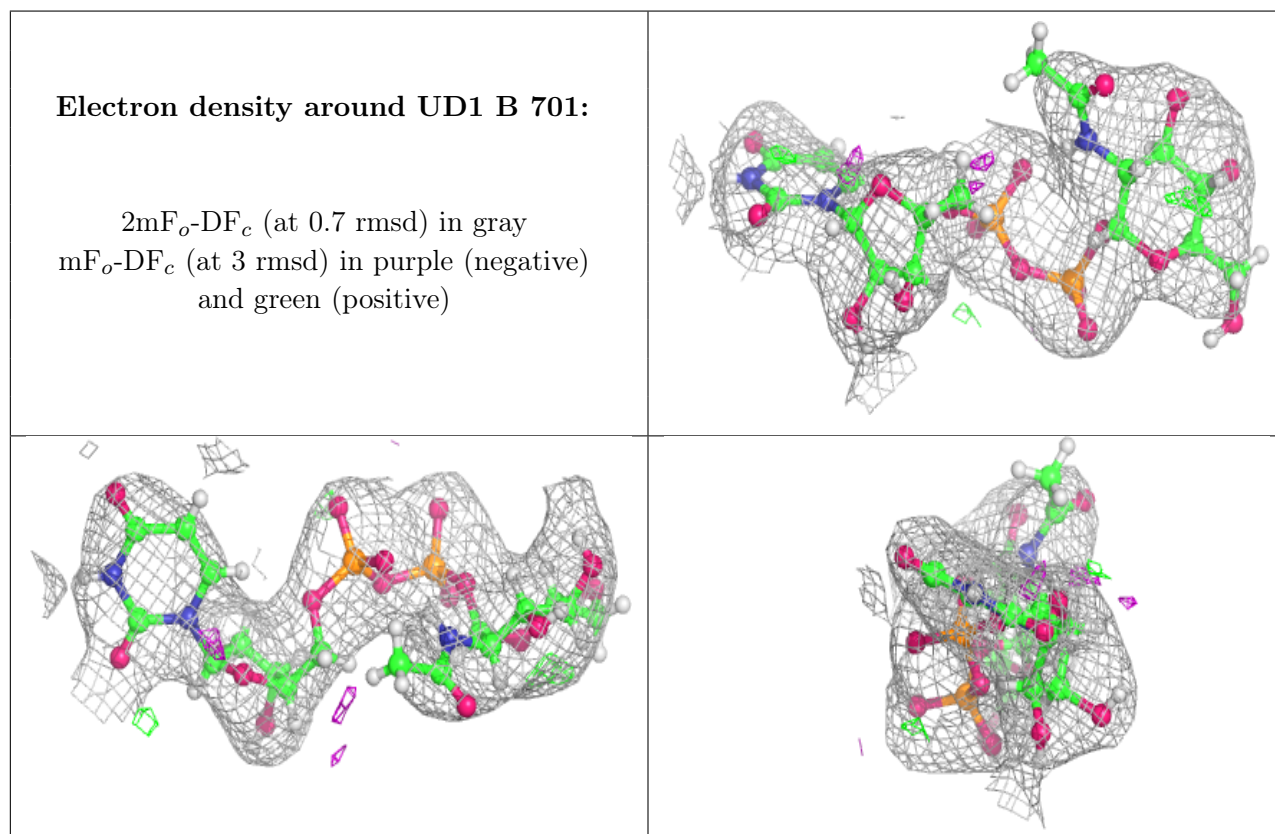 Electron density around UD1 B 701:
2mFo-DFc (at 0.7 rmsd) in gray
mFo-DFc (at 3 rmsd) in purple (negative)
and green (positive)